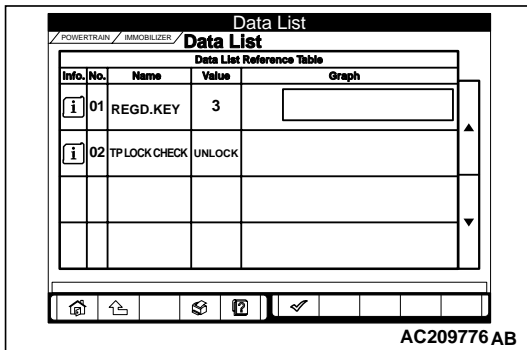 Data List
POWERTRAIN IMMOBILIZER Data List
Data List Reference Table
Info. No. Name Value Graph
i 01 REGD.KEY 3
i 02 TP LOCK CHECK UNLOCK
AC209776 AB